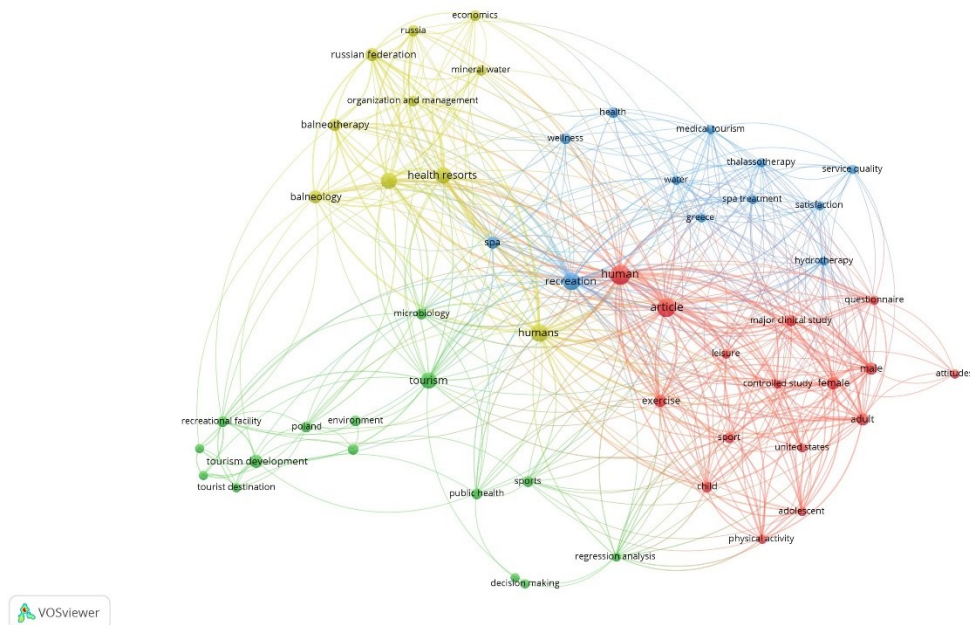 economics
russia
russian federation
mineral water
organization and management
health
balneotherapy
medical tourism
wellness
thalassotherapy
service quality
health resorts
water
balneology
spa treatment
satisfaction
greece
spa
hydrotherapy
human
recreation
questionnaire
article
microbiology
major clinical study
humans
leisure
male
attitudes
tourism
controlled study
female
exercise
recreational facility
environment
poland
adult
sport
united states
tourism development
tourist destination
sports
public health
child
adolescent
physical activity
regression analysis
decision making
VOSviewer